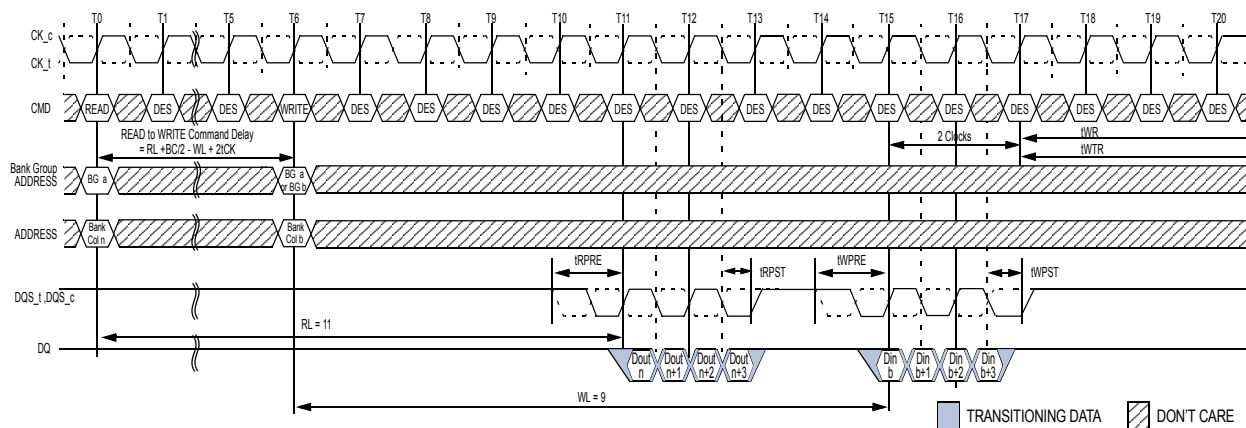 T0 T1 T5 T6 T7 T8 T9 T10 T11 T12 T13 T14 T15 T16 T17 T18 T19 T20
CK_c
CK_t
CMD READ DES DES WRITE DES DES DES DES DES DES DES DES DES DES DES DES DES DES
READ to WRITE Command Delay
= RL +BC/2 - WL + 2tCK
2 Clocks
tWR
tWTR
Bank Group
ADDRESS
BG a
BG a
or BG b
ADDRESS
Bank
Col n
Bank
Col b
tRPRE tRPST tWPRE tWPST
DQS_t ,DQS_c
RL = 11
DQ
Dout
n
Dout
n+1
Dout
n+2
Dout
n+3
Din
b
Din
b+1
Din
b+2
Din
b+3
WL = 9
TRANSITIONING DATA DON'T CARE